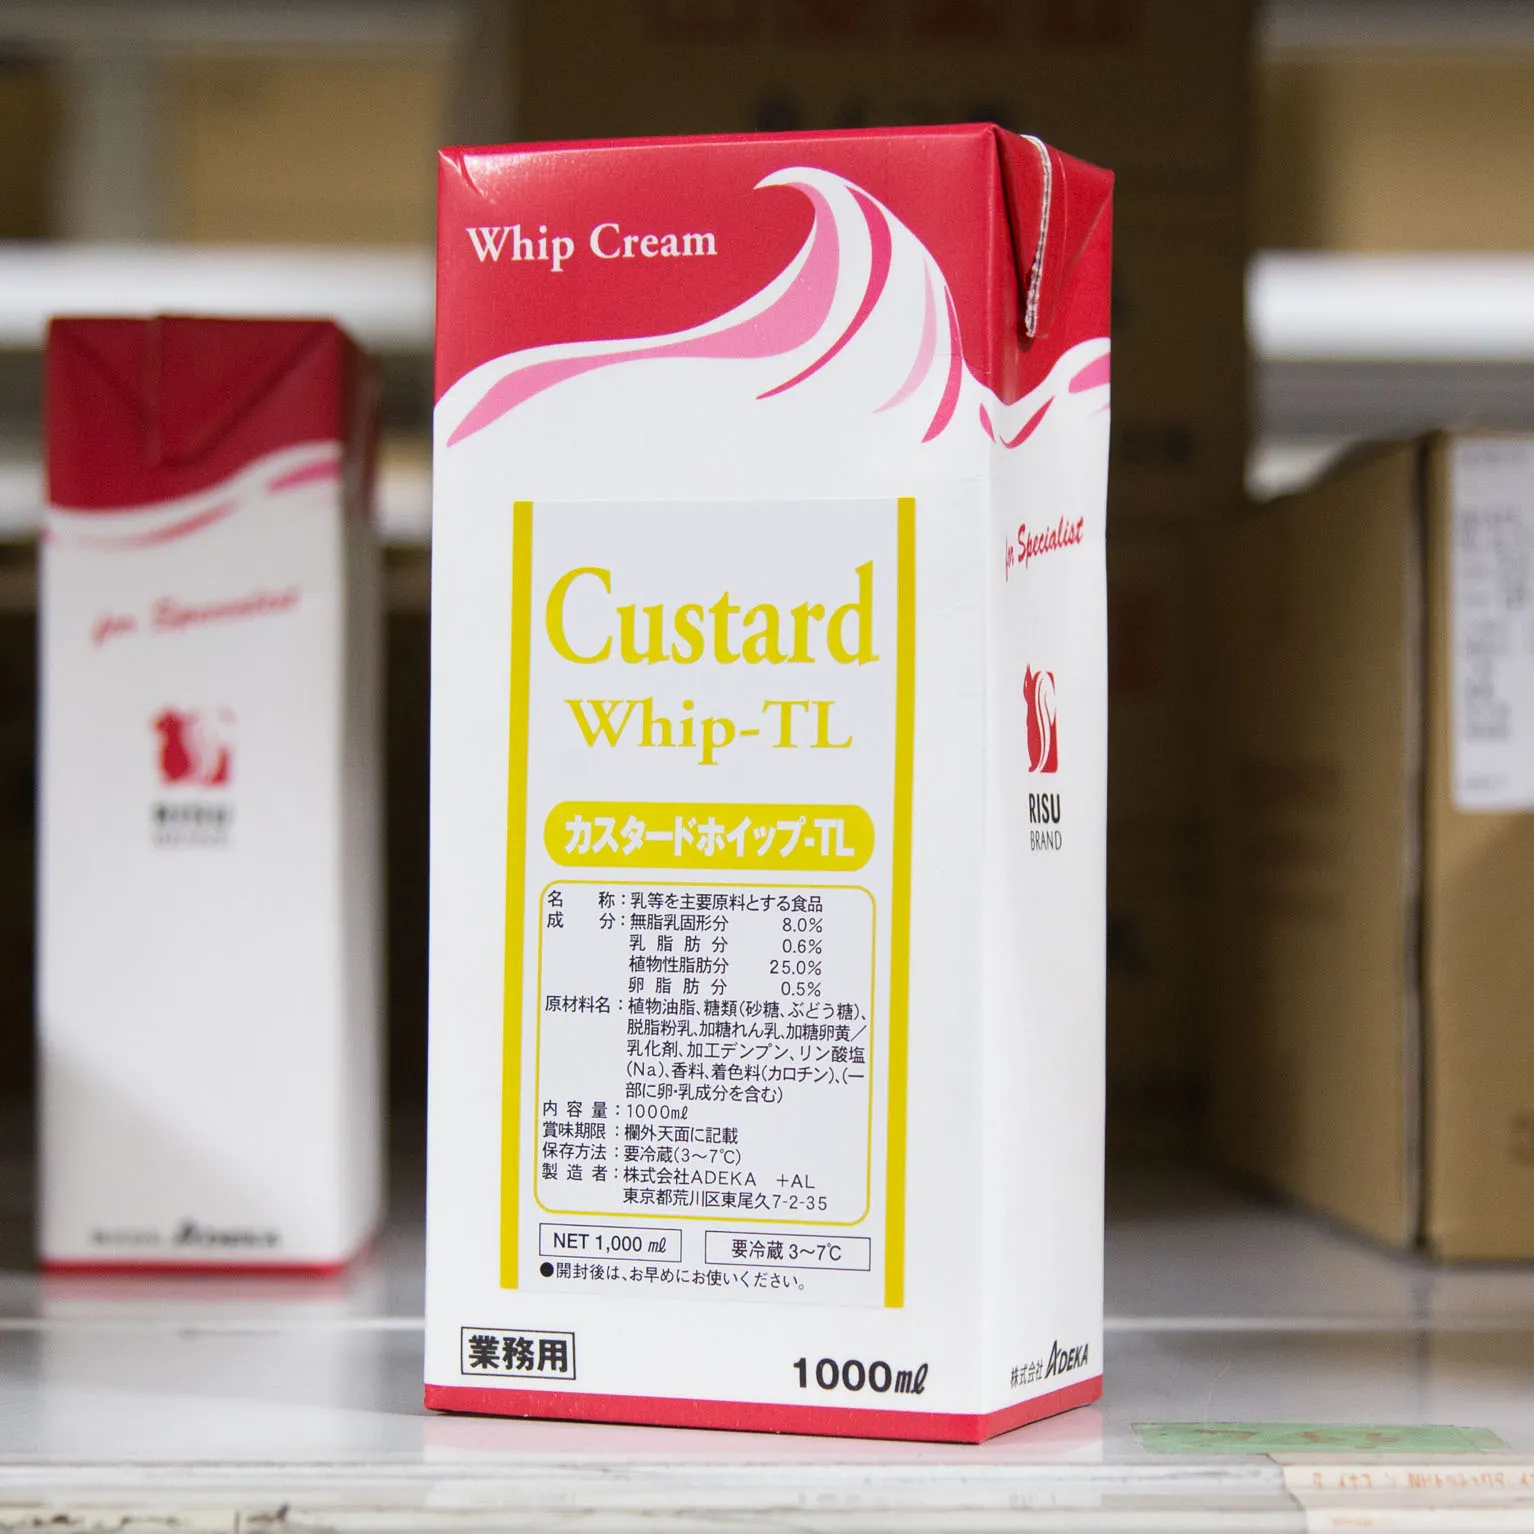 Whip Cream
Custard
Whip-TL
カスタードホイップ-TL
名　称：乳等を主要原料とする食品
成　分：無脂乳固形分　8.0%
乳脂肪分　0.6%
植物性脂肪分　25.0%
卵脂肪分　0.5%
原材料名：植物油脂、糖類(砂糖、ぶどう糖)、
脱脂粉乳、加糖れん乳、加糖卵黄／
乳化剤、加工デンプン、リン酸塩
(Na)、香料、着色料(カロチン)、(一
部に卵・乳成分を含む)
内容量：1000ml
賞味期限：欄外天面に記載
保存方法：要冷蔵(3〜7℃)
製造者：株式会社ADEKA　+AL
東京都荒川区東尾久7-2-35
NET 1,000 ml
要冷蔵 3〜7℃
●開封後は、お早めにお使いください。
業務用
1000ml
for Specialist
RISU
BRAND
株式会社 ADEKA
for Specialist
RISU
ADEKA